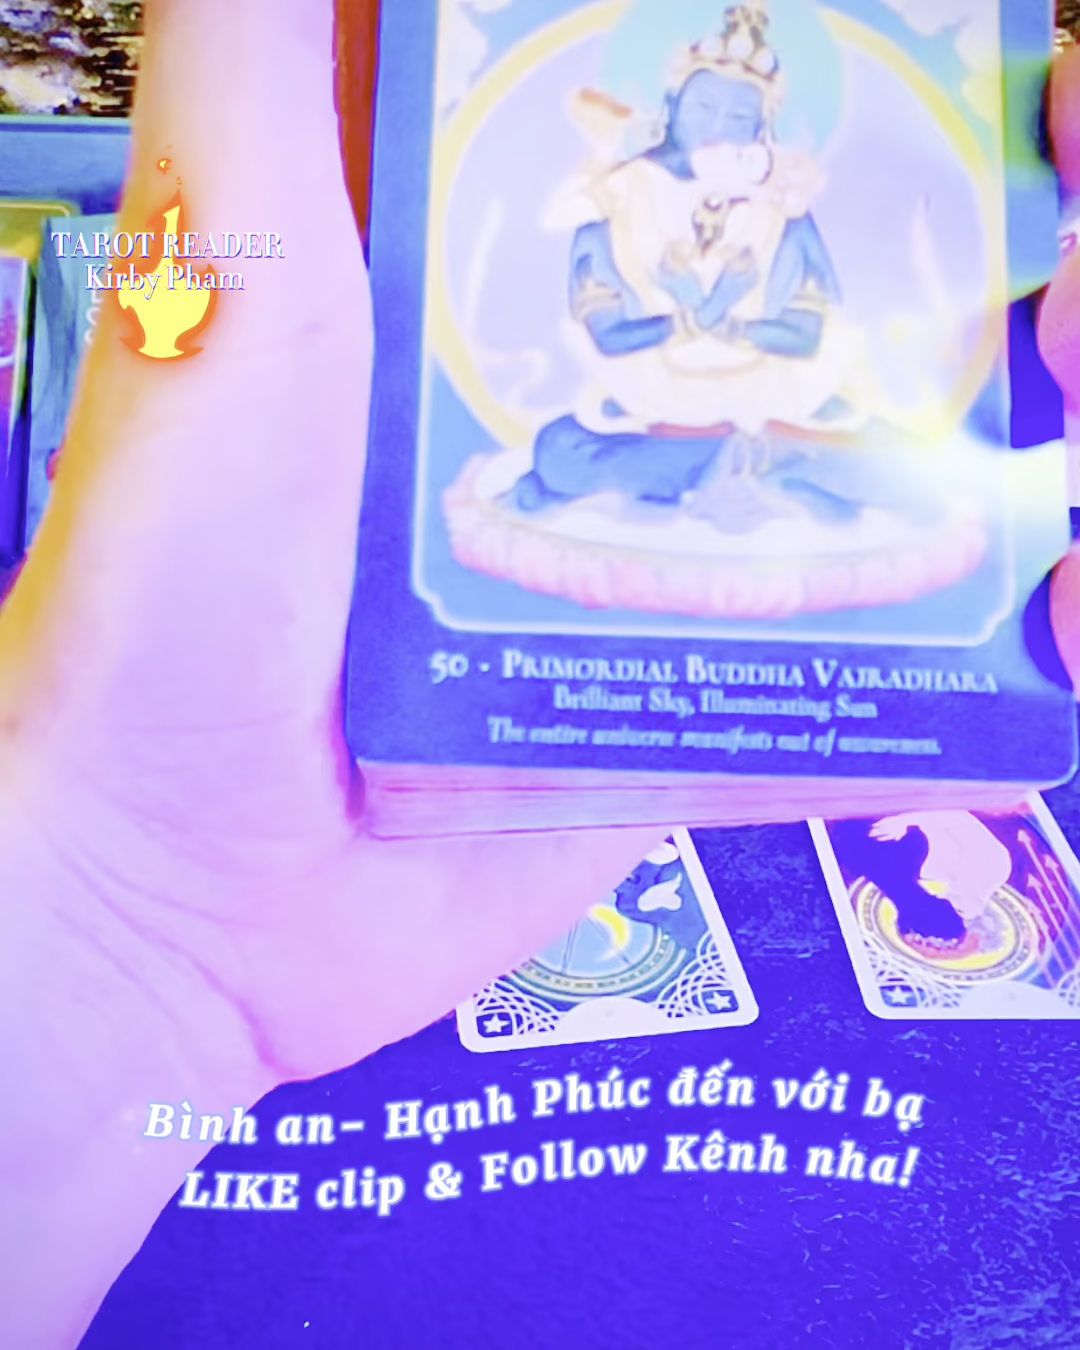 TAROT READER
Kirby Pham
50 - PRIMORDIAL BUDDHA VAJRADHARA
Brilliant Sky, Illuminating Sun
The entire universe manifests out of awareness.
Bình an- Hạnh Phúc đến với bạ
LIKE clip & Follow Kênh nha!